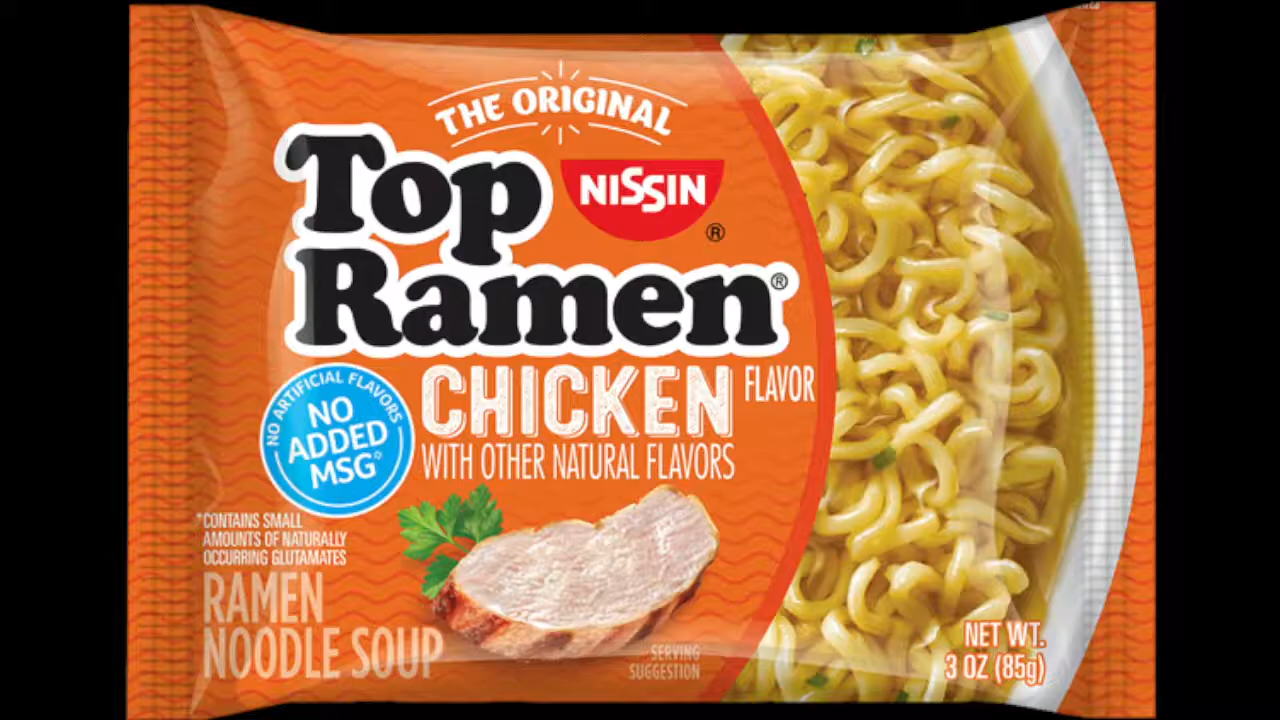 THE ORIGINAL
Top
NISSIN
®
Ramen®
CHICKEN FLAVOR
WITH OTHER NATURAL FLAVORS
NO ARTIFICIAL FLAVORS
NO
ADDED
MSG*
*CONTAINS SMALL
AMOUNTS OF NATURALLY
OCCURRING GLUTAMATES
RAMEN
NOODLE SOUP
SERVING
SUGGESTION
NET WT.
3 OZ (85g)